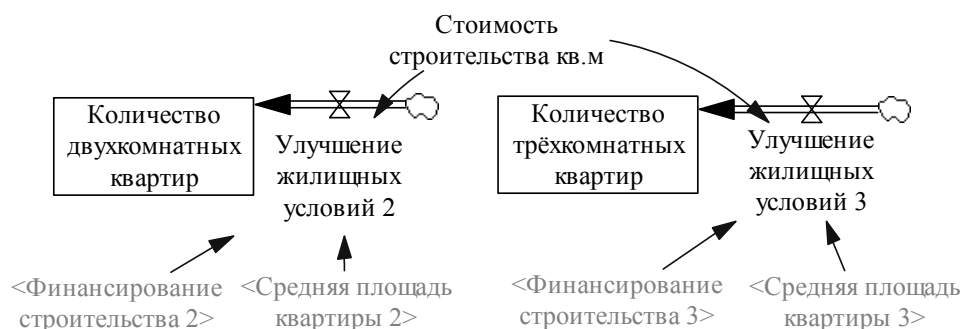 Стоимость
строительства кв.м
Количество
двухкомнатных
квартир
Улучшение
жилищных
условий 2
Количество
трёхкомнатных
квартир
Улучшение
жилищных
условий 3
<Финансирование
строительства 2>
<Средняя площадь
квартиры 2>
<Финансирование
строительства 3>
<Средняя площадь
квартиры 3>